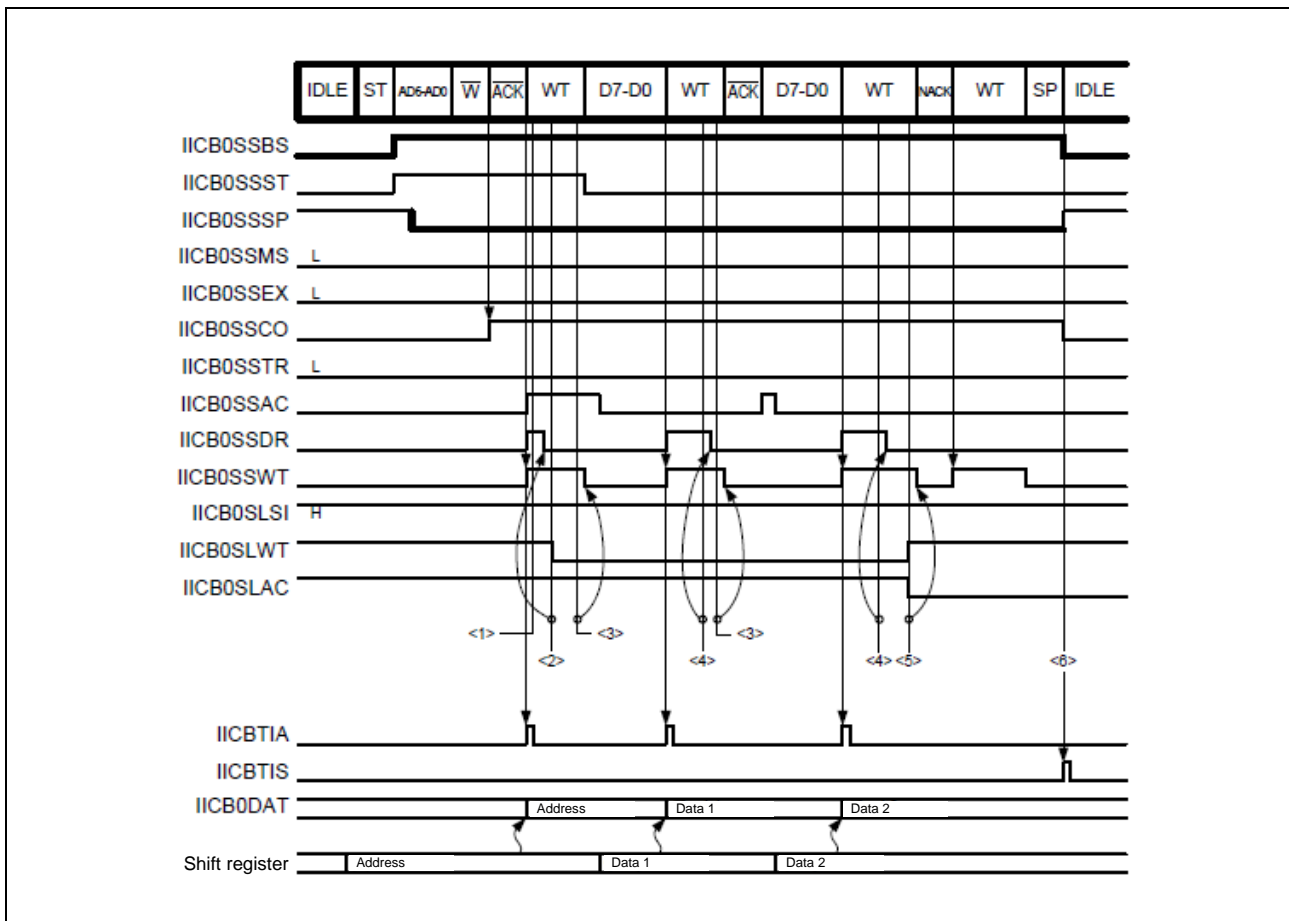 IDLE ST AD6-AD0 W ACK WT D7-D0 WT ACK D7-D0 WT NACK WT SP IDLE
IICB0SSBS
IICB0SSST
IICB0SSSP
IICB0SSMS L
IICB0SSEX L
IICB0SSCO
IICB0SSTR L
IICB0SSAC
IICB0SSDR
IICB0SSWT
IICB0SLSI H
IICB0SLWT
IICB0SLAC
<1> <3> <3>
<2> <4> <4> <5> <6>
IICBTIA
IICBTIS
IICB0DAT Address Data 1 Data 2
Shift register Address Data 1 Data 2